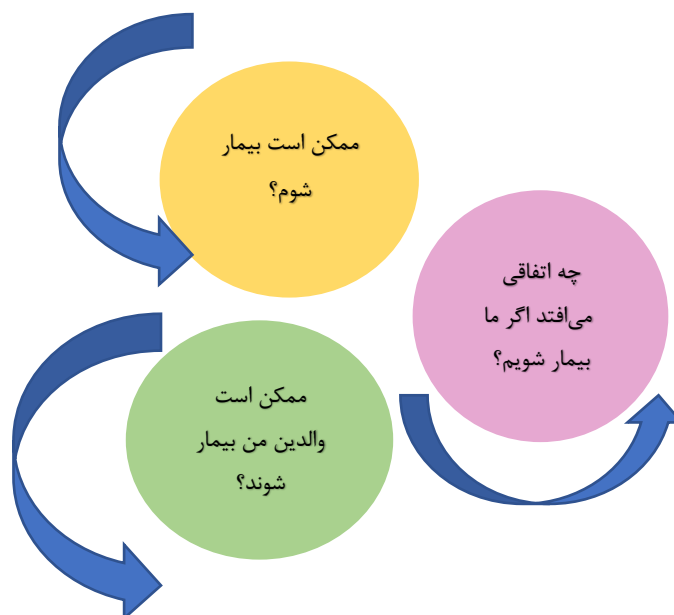 ممکن است بیمار
شوم؟
چه اتفاقی
می‌افتد اگر ما
بیمار شویم؟
ممکن است
والدین من بیمار
شوند؟